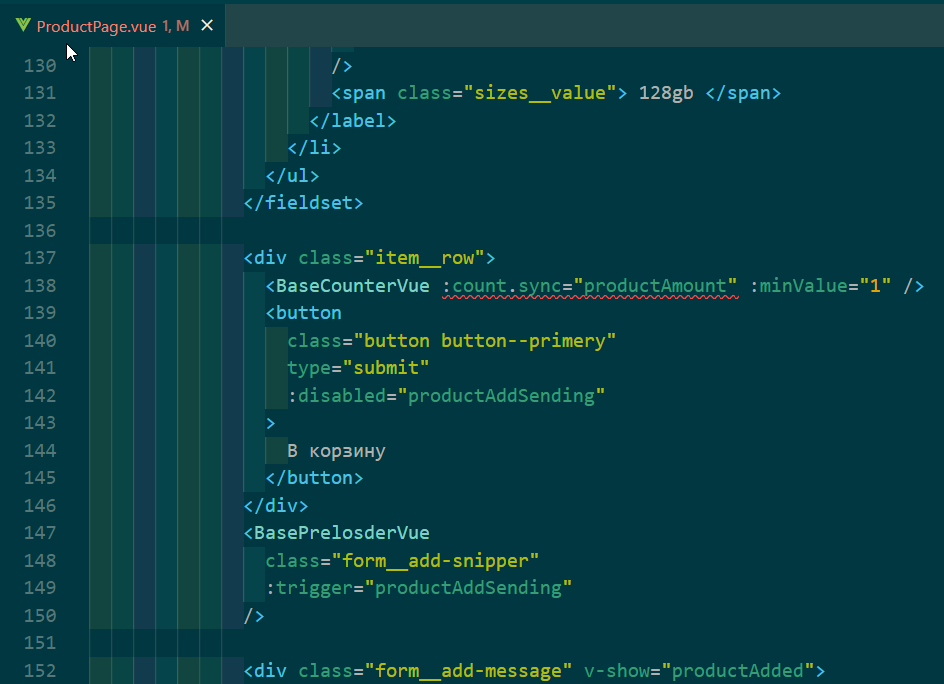 ProductPage.vue 1, M
130 />
131 <span class="sizes__value"> 128gb </span>
132 </label>
133 </li>
134 </ul>
135 </fieldset>
136
137 <div class="item__row">
138 <BaseCounterVue :count.sync="productAmount" :minValue="1" />
139 <button
140 class="button button--primery"
141 type="submit"
142 :disabled="productAddSending"
143 >
144 В корзину
145 </button>
146 </div>
147 <BasePrelosderVue
148 class="form__add-snipper"
149 :trigger="productAddSending"
150 />
151
152 <div class="form__add-message" v-show="productAdded">